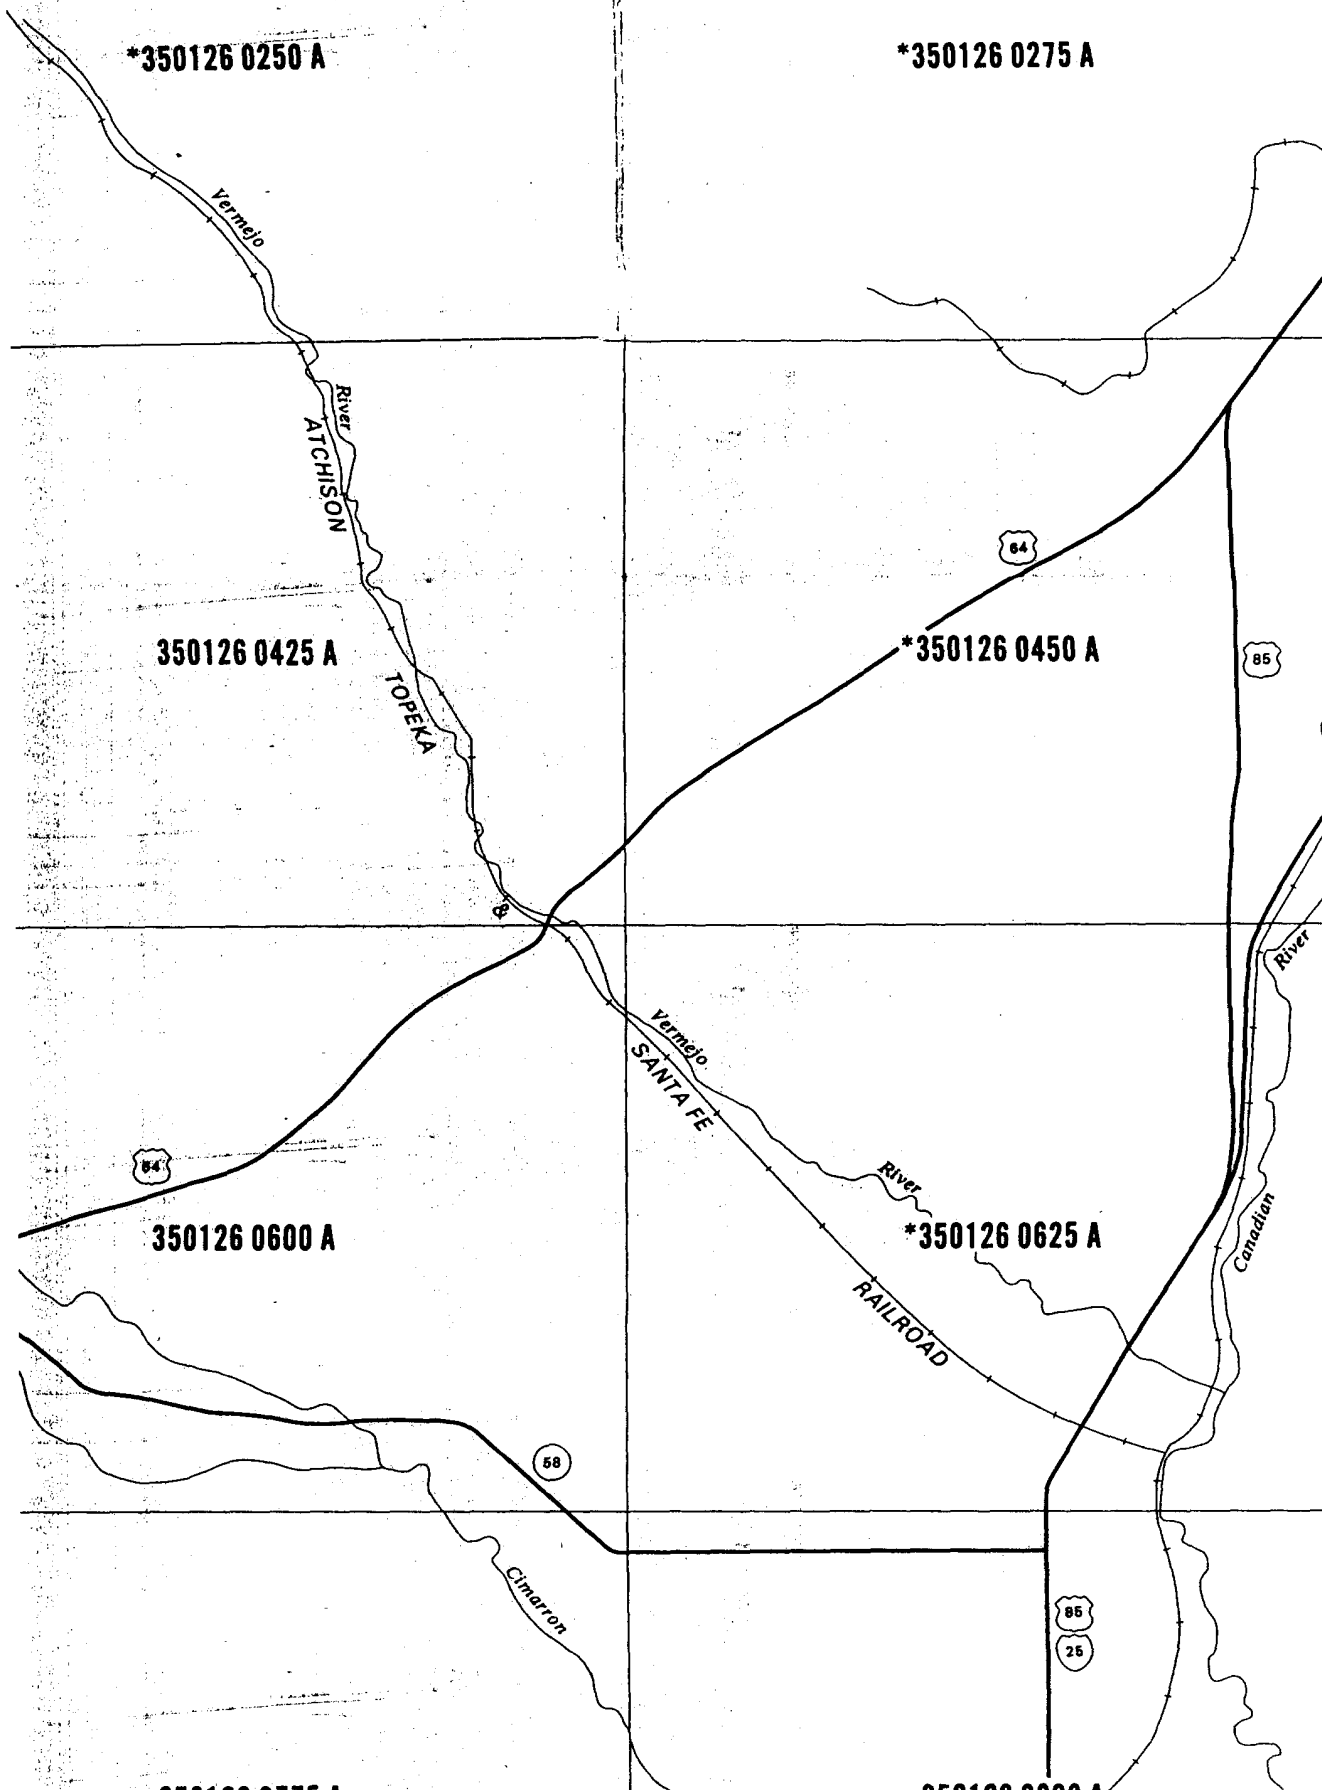 *350126 0250 A
*350126 0275 A
Vermejo
River
ATCHISON
64
350126 0425 A
*350126 0450 A
85
TOPEKA
&
River
Vermejo
SANTA FE
64
River
350126 0600 A
*350126 0625 A
Canadian
RAILROAD
58
Cimarron
85
25